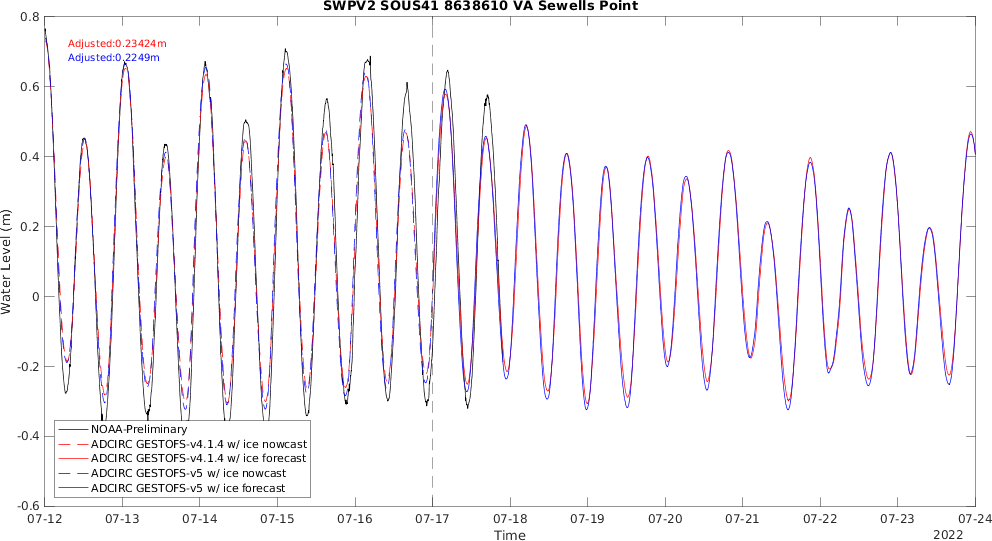 SWPV2 SOUS41 8638610 VA Sewells Point
Adjusted:0.23424m
Adjusted:0.2249m
Water Level (m)
0.8
0.6
0.4
0.2
0
-0.2
-0.4
-0.6
NOAA-Preliminary
ADCIRC GESTOFS-v4.1.4 w/ ice nowcast
ADCIRC GESTOFS-v4.1.4 w/ ice forecast
ADCIRC GESTOFS-v5 w/ ice nowcast
ADCIRC GESTOFS-v5 w/ ice forecast
07-12 07-13 07-14 07-15 07-16 07-17 07-18 07-19 07-20 07-21 07-22 07-23 07-24
Time
2022